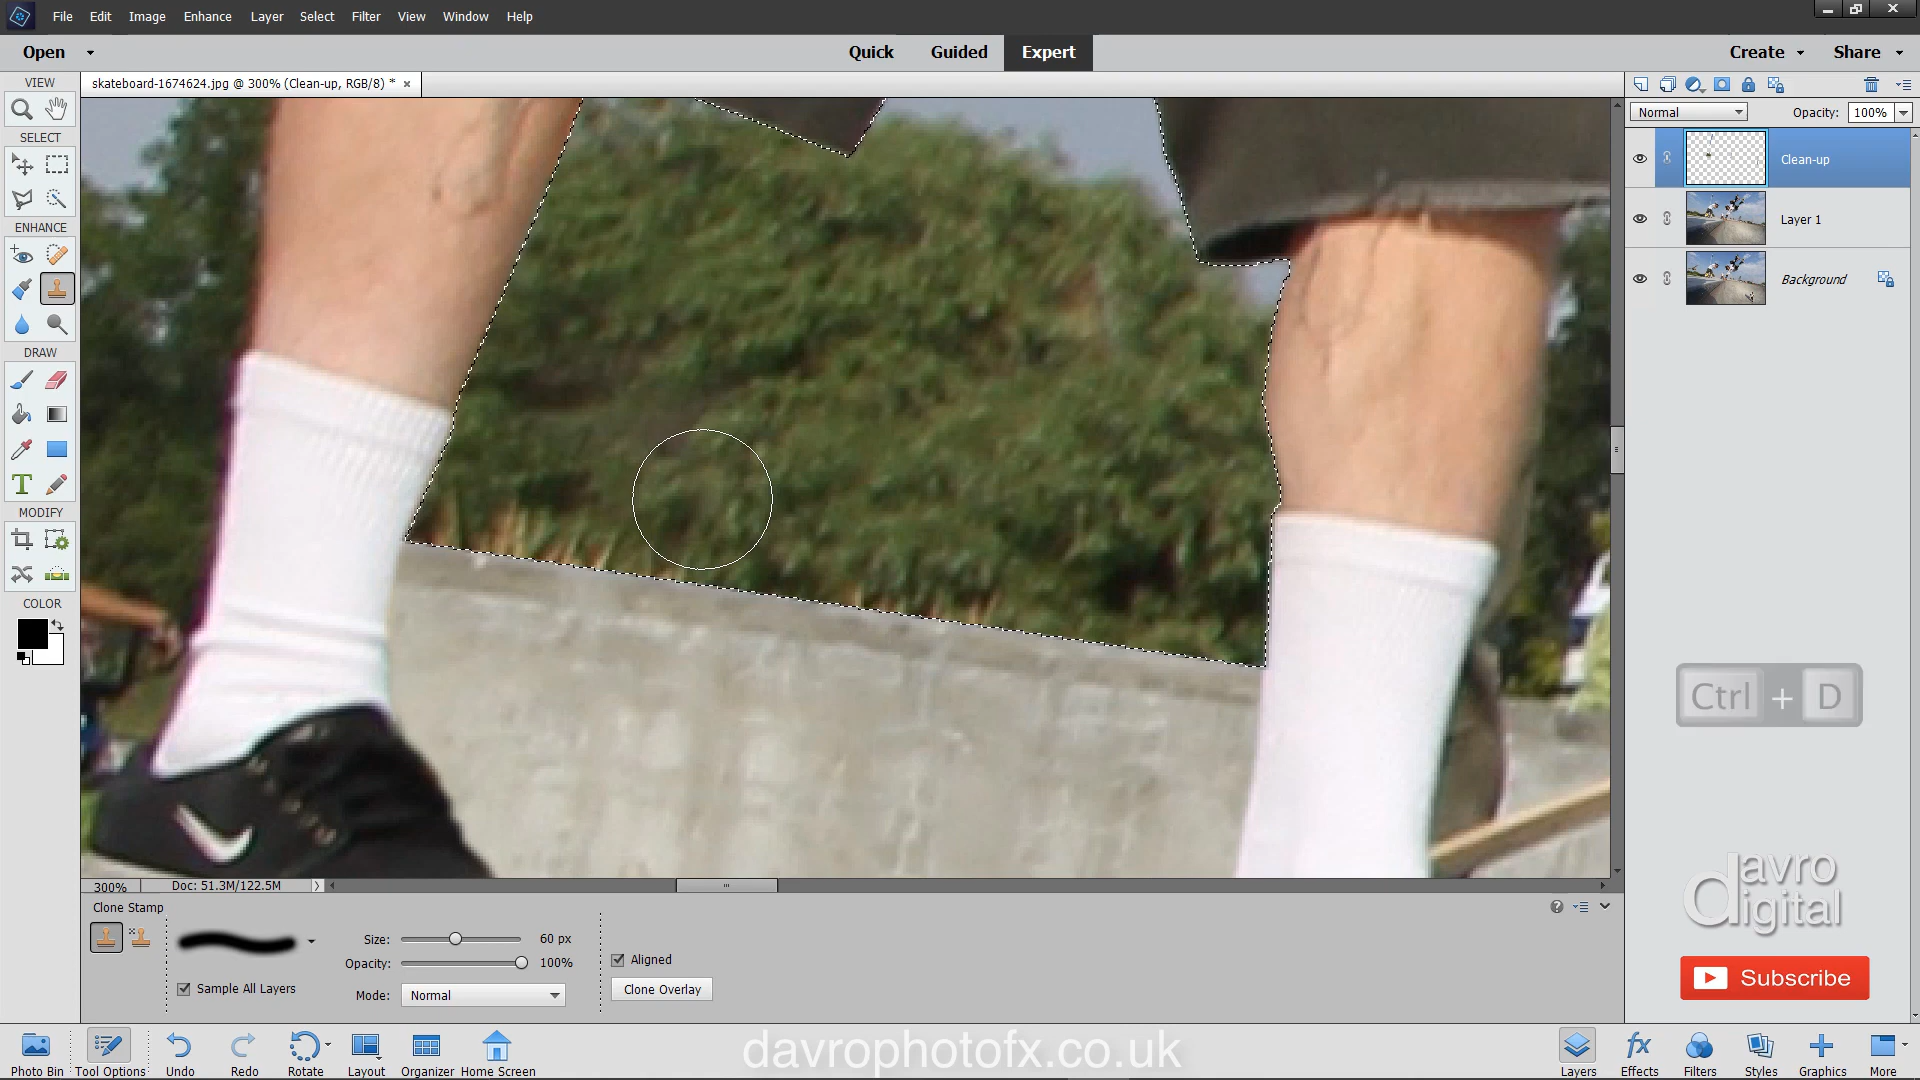 File Edit Image Enhance Layer Select Filter View Window Help
Open Quick Guided Expert Create Share
VIEW
skateboard-1674624.jpg @ 300% (Clean-up, RGB/8) * ×
Normal Opacity: 100%
SELECT
Clean-up
Layer 1
ENHANCE
Background
DRAW
T
MODIFY
COLOR
Ctrl + D
300% Doc: 51.3M/122.5M
Clone Stamp
Size: 60 px
Opacity: 100%
Aligned
Sample All Layers
Mode: Normal
Clone Overlay
davro
digital
Subscribe
davrophotofx.co.uk
Photo Bin Tool Options Undo Redo Rotate Layout Organizer Home Screen
fx
Layers Effects Filters Styles Graphics More